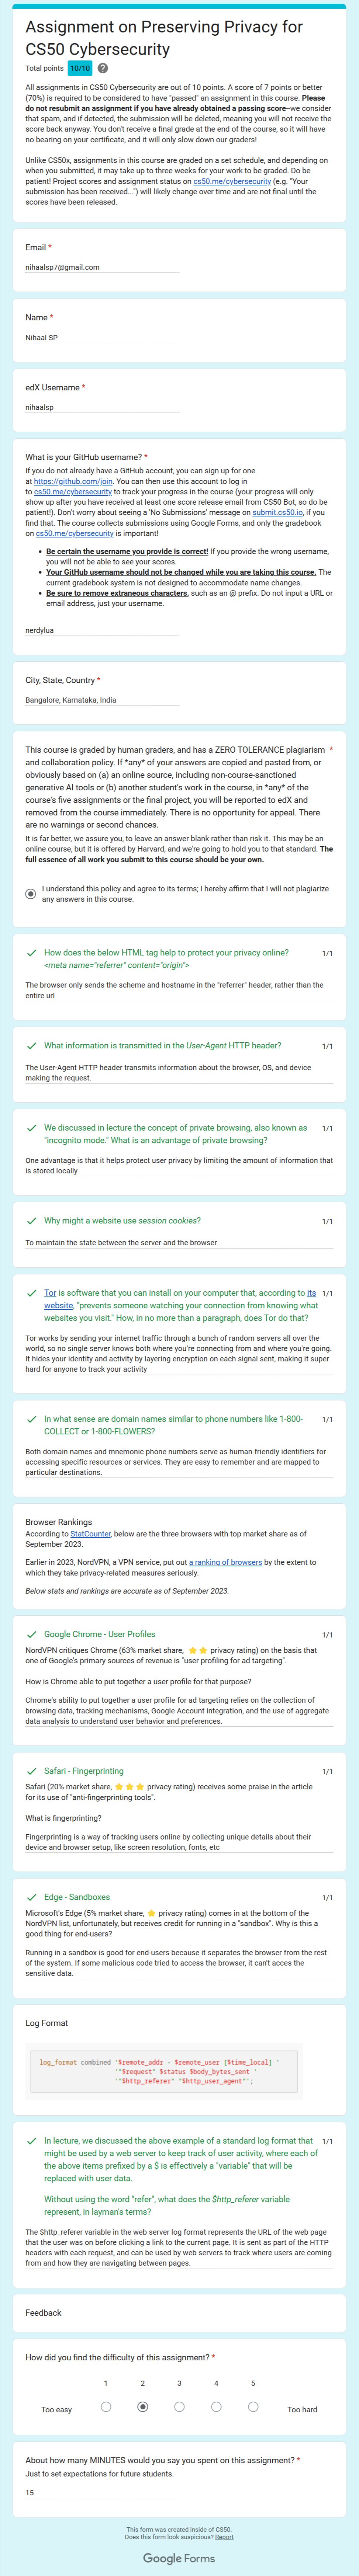 Assignment on Preserving Privacy for
CS50 Cybersecurity
Total points 10/10 ?
All assignments in CS50 Cybersecurity are out of 10 points. A score of 7 points or better
(70%) is required to be considered to have "passed" an assignment in this course. Please
do not resubmit an assignment if you have already obtained a passing score--we consider
that spam, and if detected, the submission will be deleted, meaning you will not receive the
score back anyway. You don't receive a final grade at the end of the course, so it will have
no bearing on your certificate, and it will only slow down our graders!
Unlike CS50x, assignments in this course are graded on a set schedule, and depending on
when you submitted, it may take up to three weeks for your work to be graded. Do be
patient! Project scores and assignment status on cs50.me/cybersecurity (e.g. "Your
submission has been received...") will likely change over time and are not final until the
scores have been released.
Email *
nihaalsp7@gmail.com
Name *
Nihaal SP
edX Username *
nihaalsp
What is your GitHub username? *
If you do not already have a GitHub account, you can sign up for one
at https://github.com/join. You can then use this account to log in
to cs50.me/cybersecurity to track your progress in the course (your progress will only
show up after you have received at least one score release email from CS50 Bot, so do be
patient!). Don't worry about seeing a 'No Submissions' message on submit.cs50.io, if you
find that. The course collects submissions using Google Forms, and only the gradebook
on cs50.me/cybersecurity is important!
• Be certain the username you provide is correct! If you provide the wrong username,
you will not be able to see your scores.
• Your GitHub username should not be changed while you are taking this course. The
current gradebook system is not designed to accommodate name changes.
• Be sure to remove extraneous characters, such as an @ prefix. Do not input a URL or
email address, just your username.
nerdylua
City, State, Country *
Bangalore, Karnataka, India
This course is graded by human graders, and has a ZERO TOLERANCE plagiarism *
and collaboration policy. If *any* of your answers are copied and pasted from, or
obviously based on (a) an online source, including non-course-sanctioned
generative AI tools or (b) another student's work in the course, in *any* of the
course's five assignments or the final project, you will be reported to edX and
removed from the course immediately. There is no opportunity for appeal. There
are no warnings or second chances.
It is far better, we assure you, to leave an answer blank rather than risk it. This may be an
online course, but it is offered by Harvard, and we're going to hold you to that standard. The
full essence of all work you submit to this course should be your own.
I understand this policy and agree to its terms; I hereby affirm that I will not plagiarize
any answers in this course.
✓ How does the below HTML tag help to protect your privacy online? 1/1
<meta name="referrer" content="origin">
The browser only sends the scheme and hostname in the "referrer" header, rather than the
entire url
✓ What information is transmitted in the User-Agent HTTP header? 1/1
The User-Agent HTTP header transmits information about the browser, OS, and device
making the request.
✓ We discussed in lecture the concept of private browsing, also known as 1/1
"incognito mode." What is an advantage of private browsing?
One advantage is that it helps protect user privacy by limiting the amount of information that
is stored locally
✓ Why might a website use session cookies? 1/1
To maintain the state between the server and the browser
✓ Tor is software that you can install on your computer that, according to its 1/1
website, "prevents someone watching your connection from knowing what
websites you visit." How, in no more than a paragraph, does Tor do that?
Tor works by sending your internet traffic through a bunch of random servers all over the
world, so no single server knows both where you're connecting from and where you're going.
It hides your identity and activity by layering encryption on each signal sent, making it super
hard for anyone to track your activity
✓ In what sense are domain names similar to phone numbers like 1-800- 1/1
COLLECT or 1-800-FLOWERS?
Both domain names and mnemonic phone numbers serve as human-friendly identifiers for
accessing specific resources or services. They are easy to remember and are mapped to
particular destinations.
Browser Rankings
According to StatCounter, below are the three browsers with top market share as of
September 2023.
Earlier in 2023, NordVPN, a VPN service, put out a ranking of browsers by the extent to
which they take privacy-related measures seriously.
Below stats and rankings are accurate as of September 2023.
✓ Google Chrome - User Profiles 1/1
NordVPN critiques Chrome (63% market share, ⭐ ⭐ privacy rating) on the basis that
one of Google's primary sources of revenue is "user profiling for ad targeting".
How is Chrome able to put together a user profile for that purpose?
Chrome's ability to put together a user profile for ad targeting relies on the collection of
browsing data, tracking mechanisms, Google Account integration, and the use of aggregate
data analysis to understand user behavior and preferences.
✓ Safari - Fingerprinting 1/1
Safari (20% market share, ⭐ ⭐ ⭐ privacy rating) receives some praise in the article
for its use of "anti-fingerprinting tools".
What is fingerprinting?
Fingerprinting is a way of tracking users online by collecting unique details about their
device and browser setup, like screen resolution, fonts, etc
✓ Edge - Sandboxes 1/1
Microsoft's Edge (5% market share, ⭐ privacy rating) comes in at the bottom of the
NordVPN list, unfortunately, but receives credit for running in a "sandbox". Why is this a
good thing for end-users?
Running in a sandbox is good for end-users because it separates the browser from the rest
of the system. If some malicious code tried to access the browser, it can't acces the
sensitive data.
Log Format
log_format combined '$remote_addr - $remote_user [$time_local] '
'"$request" $status $body_bytes_sent '
'"$http_referer" "$http_user_agent"';
✓ In lecture, we discussed the above example of a standard log format that 1/1
might be used by a web server to keep track of user activity, where each of
the above items prefixed by a $ is effectively a "variable" that will be
replaced with user data.
Without using the word "refer", what does the $http_referer variable
represent, in layman's terms?
The $http_referer variable in the web server log format represents the URL of the web page
that the user was on before clicking a link to the current page. It is sent as part of the HTTP
headers with each request, and can be used by web servers to track where users are coming
from and how they are navigating between pages.
Feedback
How did you find the difficulty of this assignment? *
1 2 3 4 5
Too easy Too hard
About how many MINUTES would you say you spent on this assignment? *
Just to set expectations for future students.
15
This form was created inside of CS50.
Does this form look suspicious? Report
Google Forms